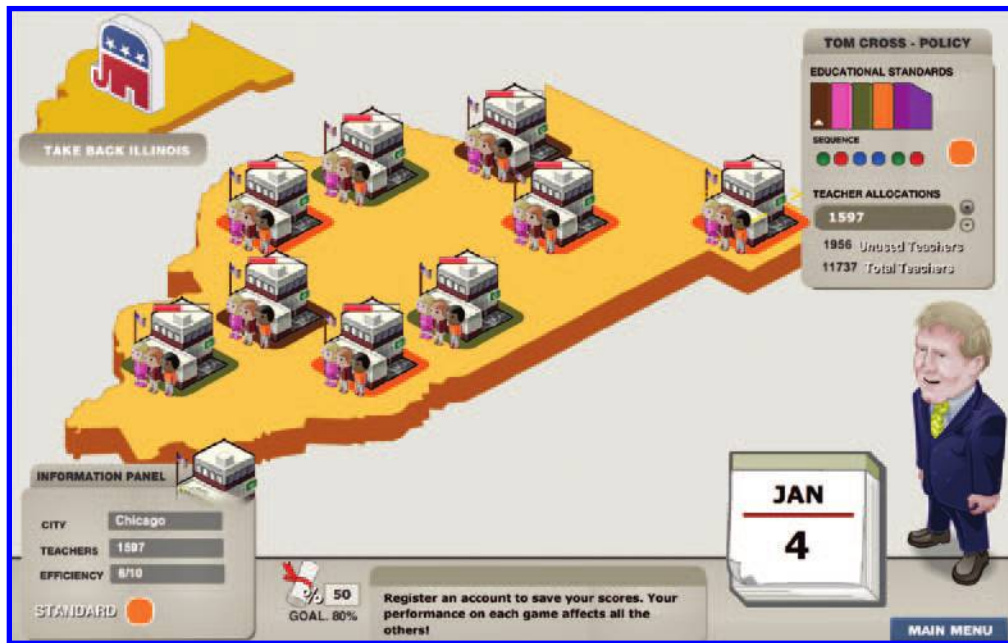 TAKE BACK ILLINOIS
TOM CROSS - POLICY
EDUCATIONAL STANDARDS
SEQUENCE
TEACHER ALLOCATIONS
1597
1956 Unused Teachers
11737 Total Teachers
INFORMATION PANEL
CITY Chicago
TEACHERS 1597
EFFICIENCY 6/10
STANDARD
% 50
GOAL. 80%
Register an account to save your scores. Your
performance on each game affects all the
others!
JAN
4
MAIN MENU